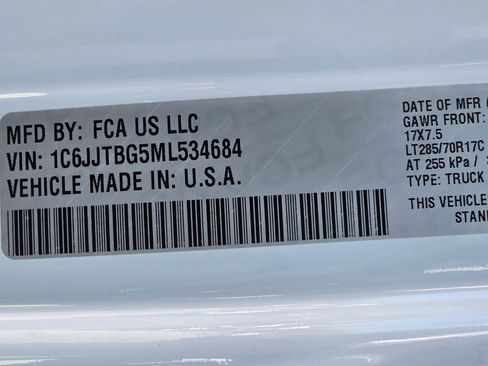 MFD BY: FCA US LLC
VIN: 1C6JJTBG5ML534684
VEHICLE MADE IN: U.S.A.
DATE OF MFR
GAWR FRONT:
17X7.5
LT285/70R17C
AT 255 kPa /
TYPE: TRUCK
THIS VEHICLE
STAN